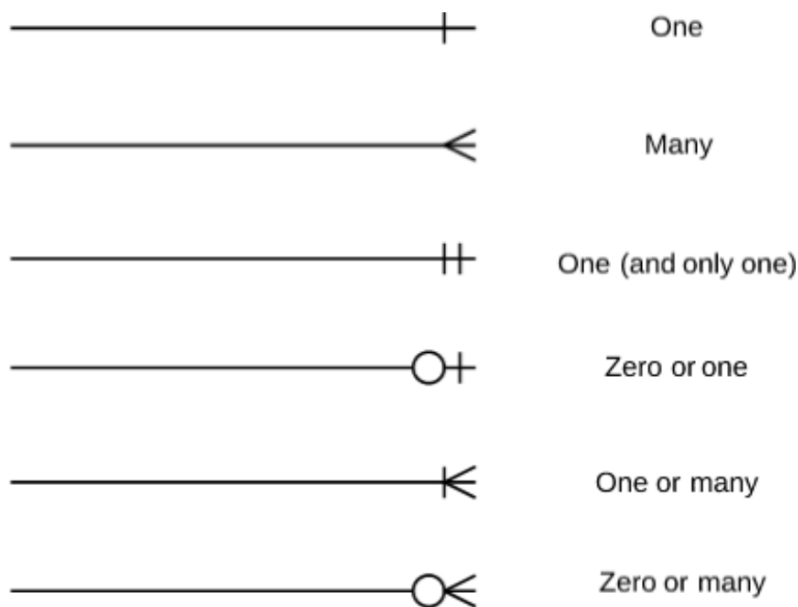 One
Many
One (and only one)
Zero or one
One or many
Zero or many